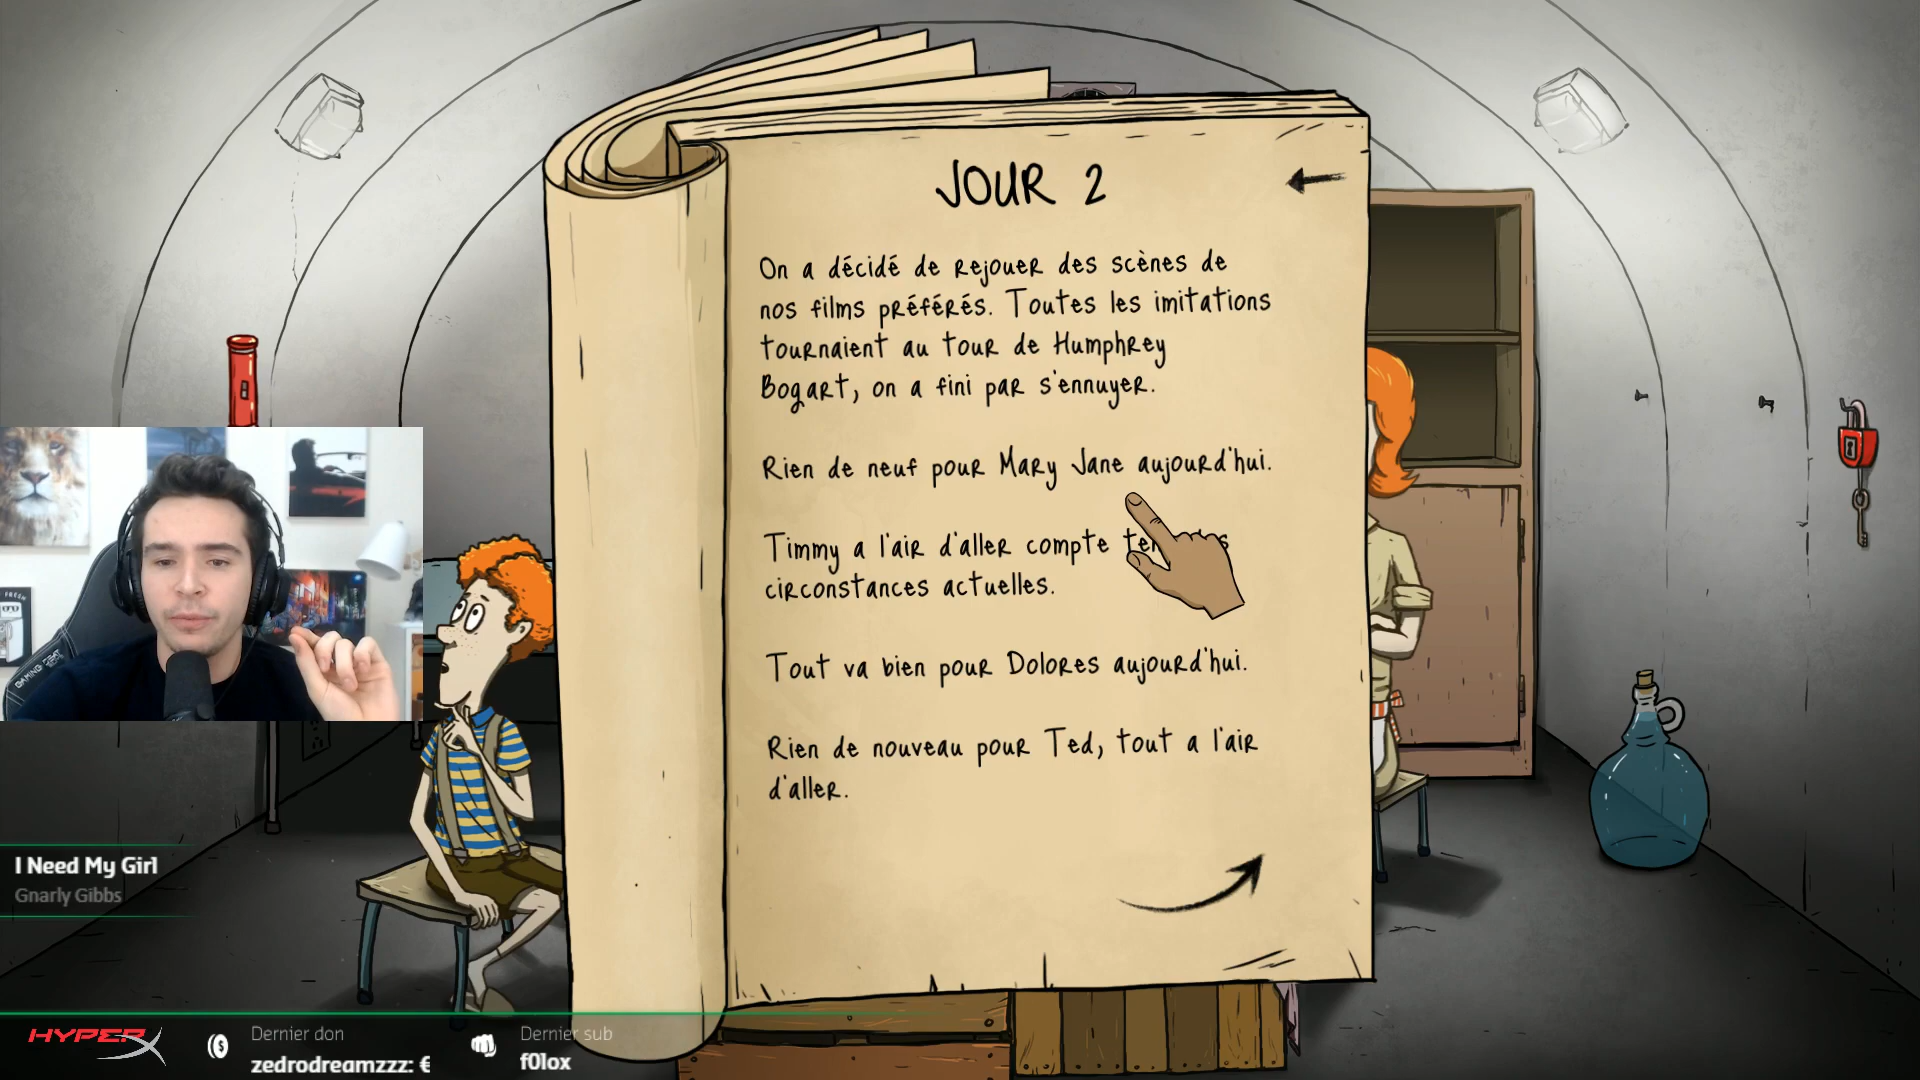 JOUR 2
On a décidé de rejouer des scènes de
nos films préférés. Toutes les imitations
tournaient au tour de Humphrey
Bogart, on a fini par s'ennuyer.
Rien de neuf pour Mary Jane aujourd'hui.
Timmy a l'air d'aller compte
circonstances actuelles.
Tout va bien pour Dolores aujourd'hui.
Rien de nouveau pour Ted, tout a l'air
d'aller.
I Need My Girl
Gnarly Gibbs
HYPERX
Dernier don
zedrodreamzzz: €
Dernier sub
f0lox